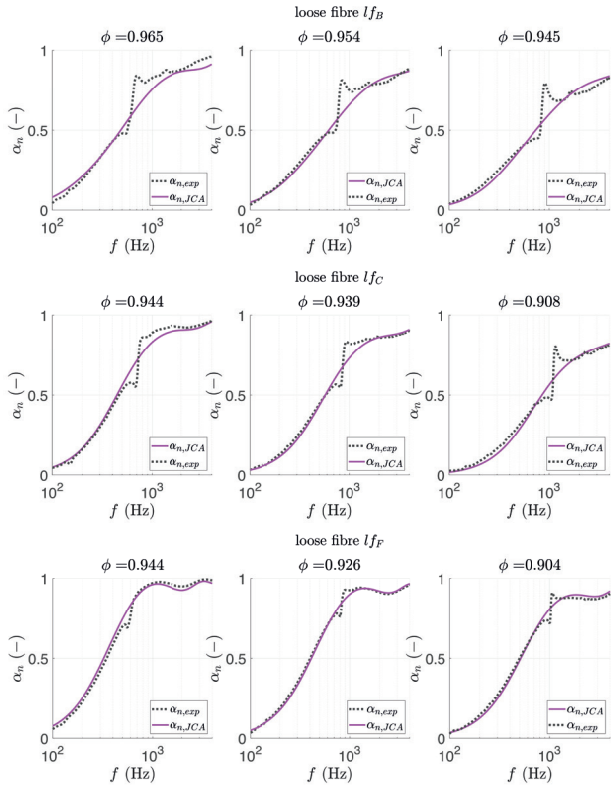 loose fibre lf_B
ϕ =0.965 ϕ =0.954 ϕ =0.945
1 1 1
α_n (−) α_n (−) α_n (−)
0.5 0.5 0.5
α_n,exp α_n,JCA α_n,exp
α_n,JCA α_n,exp α_n,JCA
0 0 0
10^2 10^3 10^2 10^3 10^2 10^3
f (Hz) f (Hz) f (Hz)
loose fibre lf_C
ϕ =0.944 ϕ =0.939 ϕ =0.908
1 1 1
α_n (−) α_n (−) α_n (−)
0.5 0.5 0.5
α_n,JCA α_n,exp α_n,JCA
α_n,exp α_n,JCA α_n,exp
0 0 0
10^2 10^3 10^2 10^3 10^2 10^3
f (Hz) f (Hz) f (Hz)
loose fibre lf_F
ϕ =0.944 ϕ =0.926 ϕ =0.904
1 1 1
α_n (−) α_n (−) α_n (−)
0.5 0.5 0.5
α_n,exp α_n,exp α_n,JCA
α_n,JCA α_n,JCA α_n,exp
0 0 0
10^2 10^3 10^2 10^3 10^2 10^3
f (Hz) f (Hz) f (Hz)